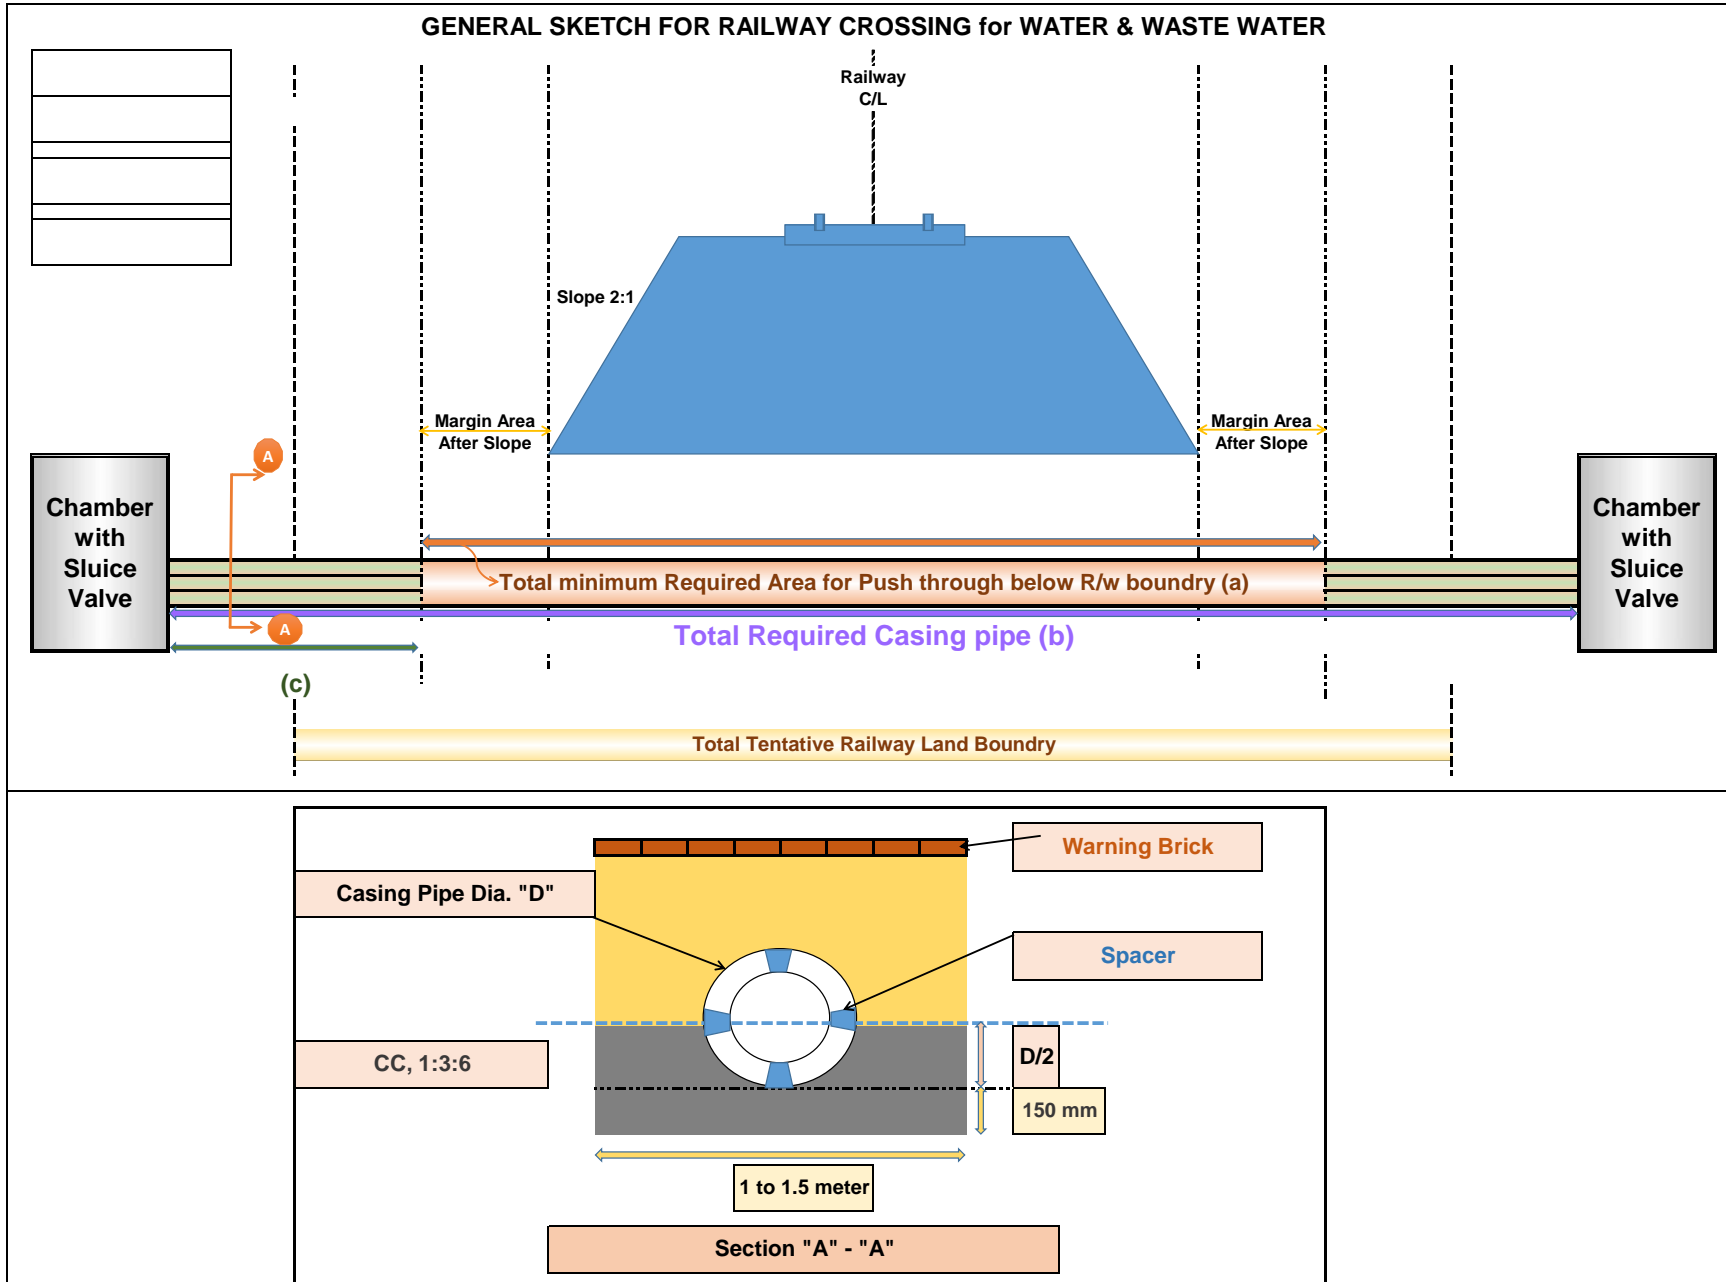 GENERAL SKETCH FOR RAILWAY CROSSING for WATER & WASTE WATER
Railway
C/L
Slope 2:1
Margin Area
After Slope
Margin Area
After Slope
A
Chamber
with
Sluice
Valve
Chamber
with
Sluice
Valve
Total minimum Required Area for Push through below R/w boundry (a)
A
Total Required Casing pipe (b)
(c)
Total Tentative Railway Land Boundry
Warning Brick
Casing Pipe Dia. "D"
Spacer
CC, 1:3:6
D/2
150 mm
1 to 1.5 meter
Section "A" - "A"